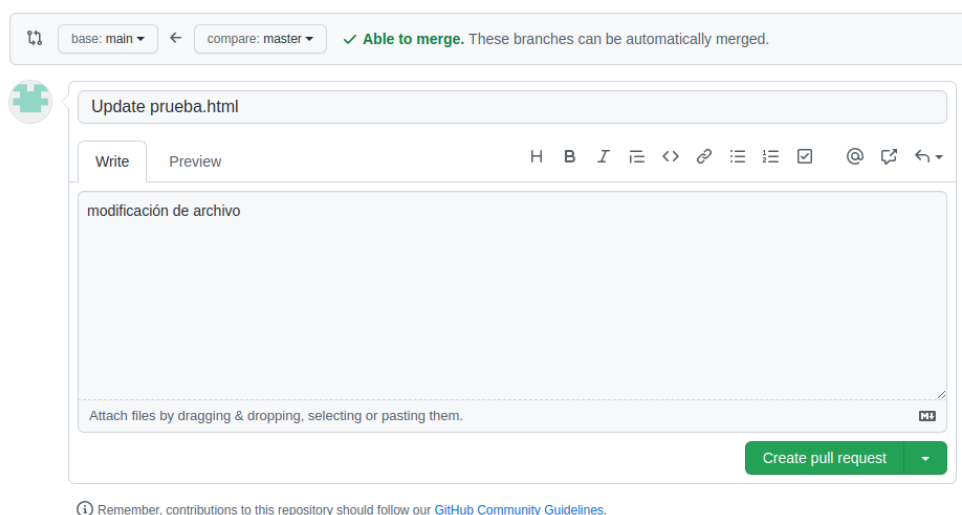 base: main compare: master Able to merge. These branches can be automatically merged.
Update prueba.html
Write Preview
modificación de archivo
Attach files by dragging & dropping, selecting or pasting them.
Create pull request
Remember, contributions to this repository should follow our GitHub Community Guidelines.